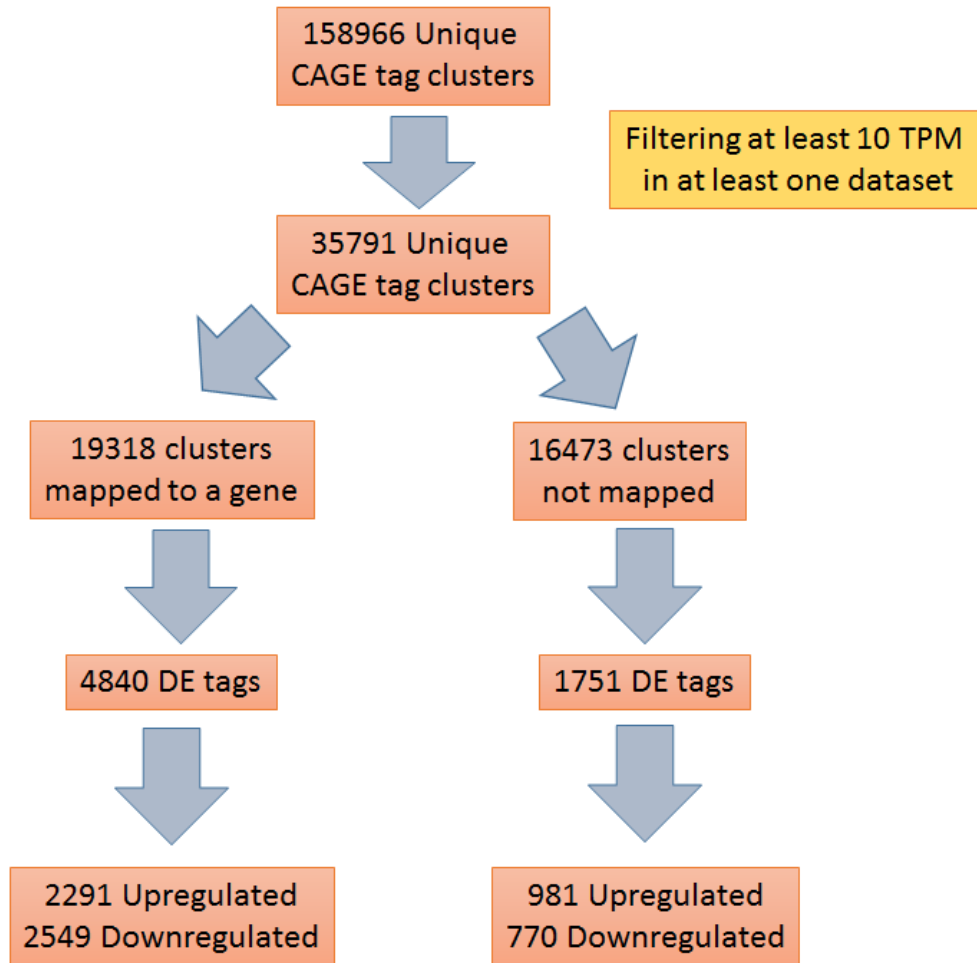 158966 Unique
CAGE tag clusters
Filtering at least 10 TPM
in at least one dataset
35791 Unique
CAGE tag clusters
19318 clusters
mapped to a gene
16473 clusters
not mapped
4840 DE tags
1751 DE tags
2291 Upregulated
2549 Downregulated
981 Upregulated
770 Downregulated